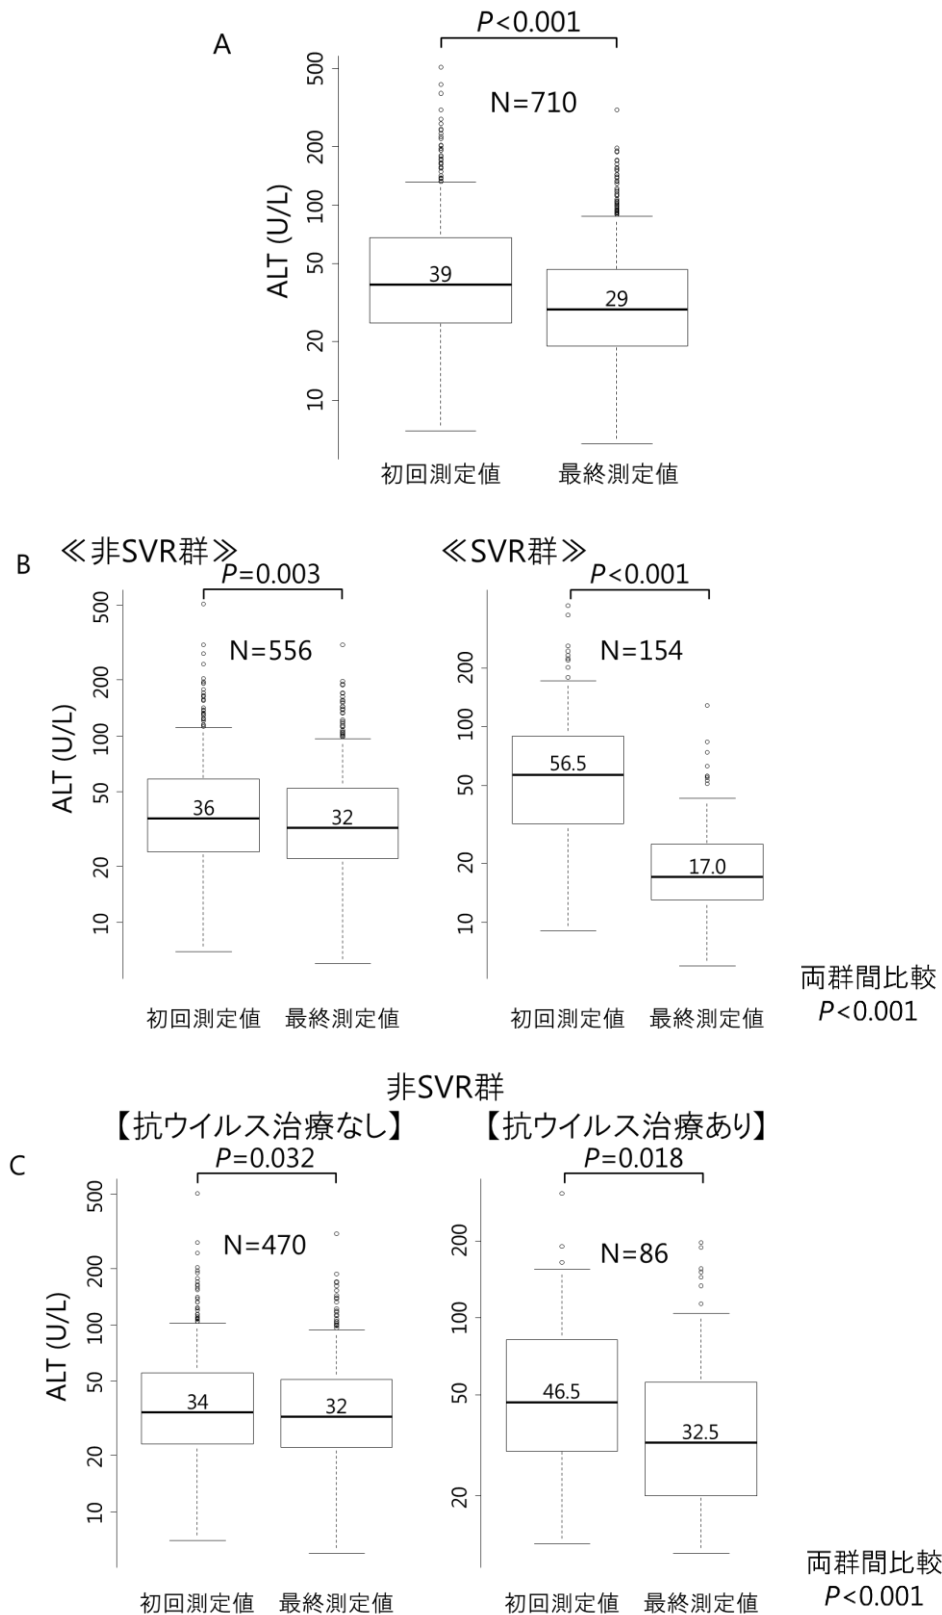 A
P<0.001
N=710
ALT (U/L)
500
200
100
50
20
10
39
29
初回測定値
最終測定値
B
≪非SVR群≫
P=0.003
N=556
ALT (U/L)
500
200
100
50
20
10
36
32
初回測定値
最終測定値
≪SVR群≫
P<0.001
N=154
200
100
50
20
10
56.5
17.0
初回測定値
最終測定値
両群間比較
P<0.001
非SVR群
C
【抗ウイルス治療なし】
P=0.032
N=470
ALT (U/L)
500
200
100
50
20
10
34
32
初回測定値
最終測定値
【抗ウイルス治療あり】
P=0.018
N=86
200
100
50
20
46.5
32.5
初回測定値
最終測定値
両群間比較
P<0.001